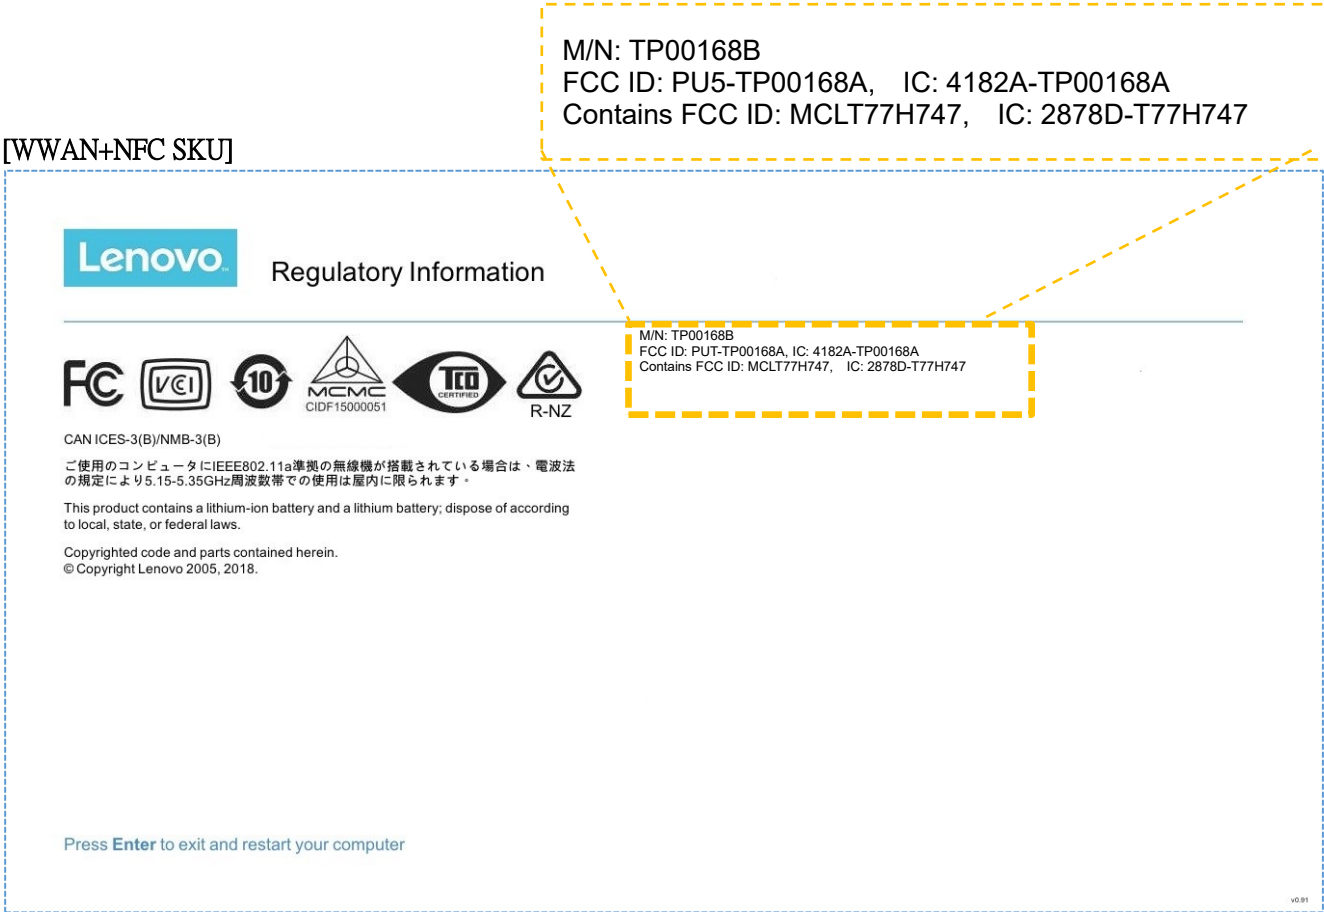 M/N: TP00168B
FCC ID: PU5-TP00168A, IC: 4182A-TP00168A
Contains FCC ID: MCLT77H747, IC: 2878D-T77H747
[WWAN+NFC SKU]
Lenovo™
Regulatory Information
M/N: TP00168B
FCC ID: PUT-TP00168A, IC: 4182A-TP00168A
Contains FCC ID: MCLT77H747, IC: 2878D-T77H747
FC VCI 10 MCMC TCO
CERTIFIED
CIDF15000051
R-NZ
CAN ICES-3(B)/NMB-3(B)
ご使用のコンピュータにIEEE802.11a準拠の無線機が搭載されている場合は、電波法
の規定により5.15-5.35GHz周波数帯での使用は屋内に限られます。
This product contains a lithium-ion battery and a lithium battery; dispose of according
to local, state, or federal laws.
Copyrighted code and parts contained herein.
© Copyright Lenovo 2005, 2018.
Press Enter to exit and restart your computer
v0.91